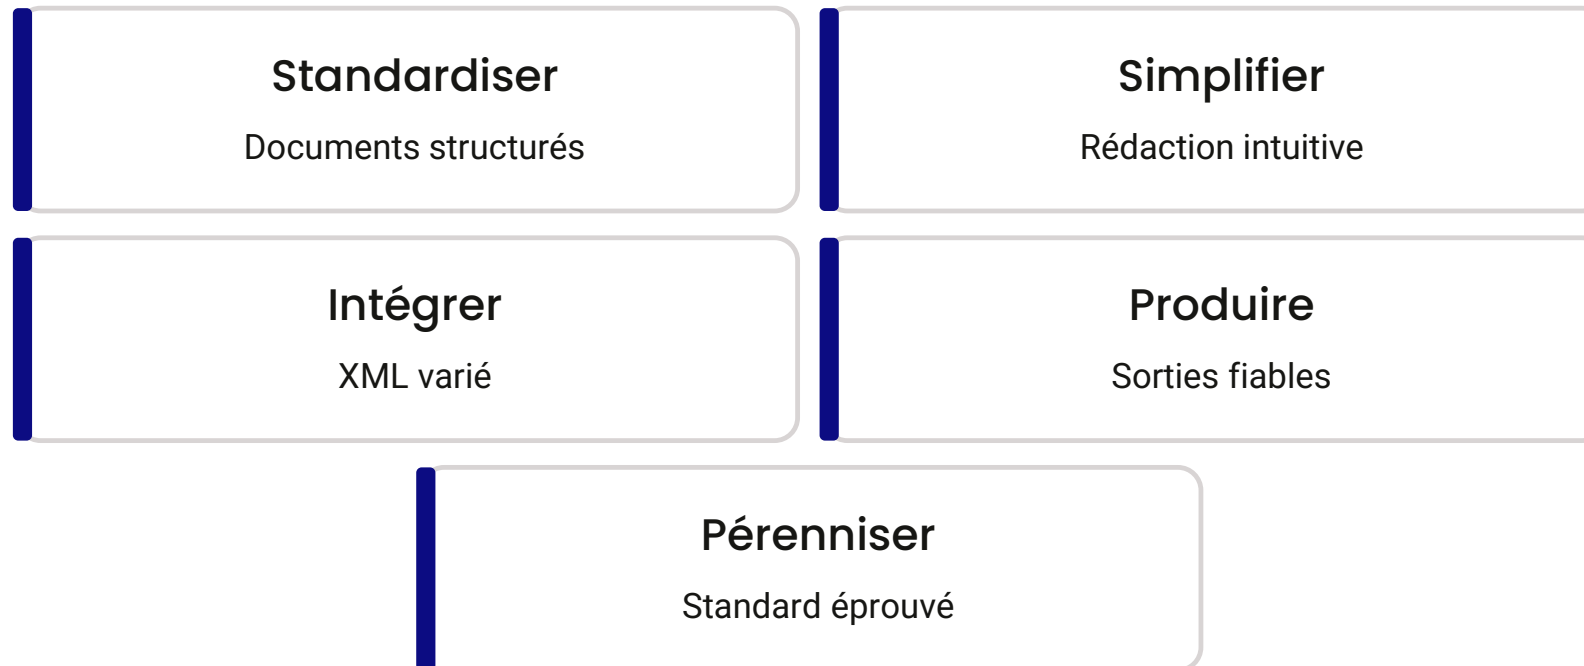 Standardiser
Documents structurés
Simplifier
Rédaction intuitive
Intégrer
XML varié
Produire
Sorties fiables
Pérenniser
Standard éprouvé